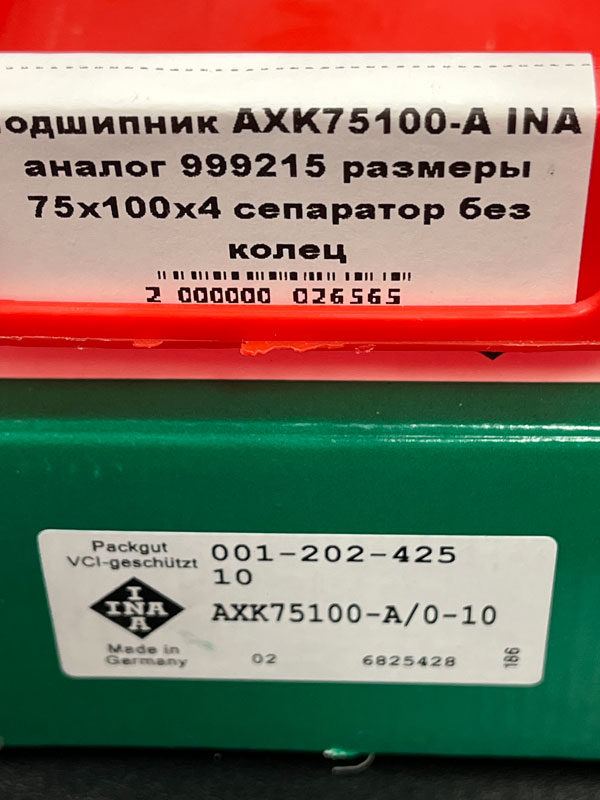 одшипник AXK75100-A INA
аналог 999215 размеры
75x100x4 сепаратор без
колец
2 000000 026565
Packgut
VCI-geschützt
001-202-425
10
INA
INA
AXK75100-A/0-10
Made in
Germany
02 6825428
186